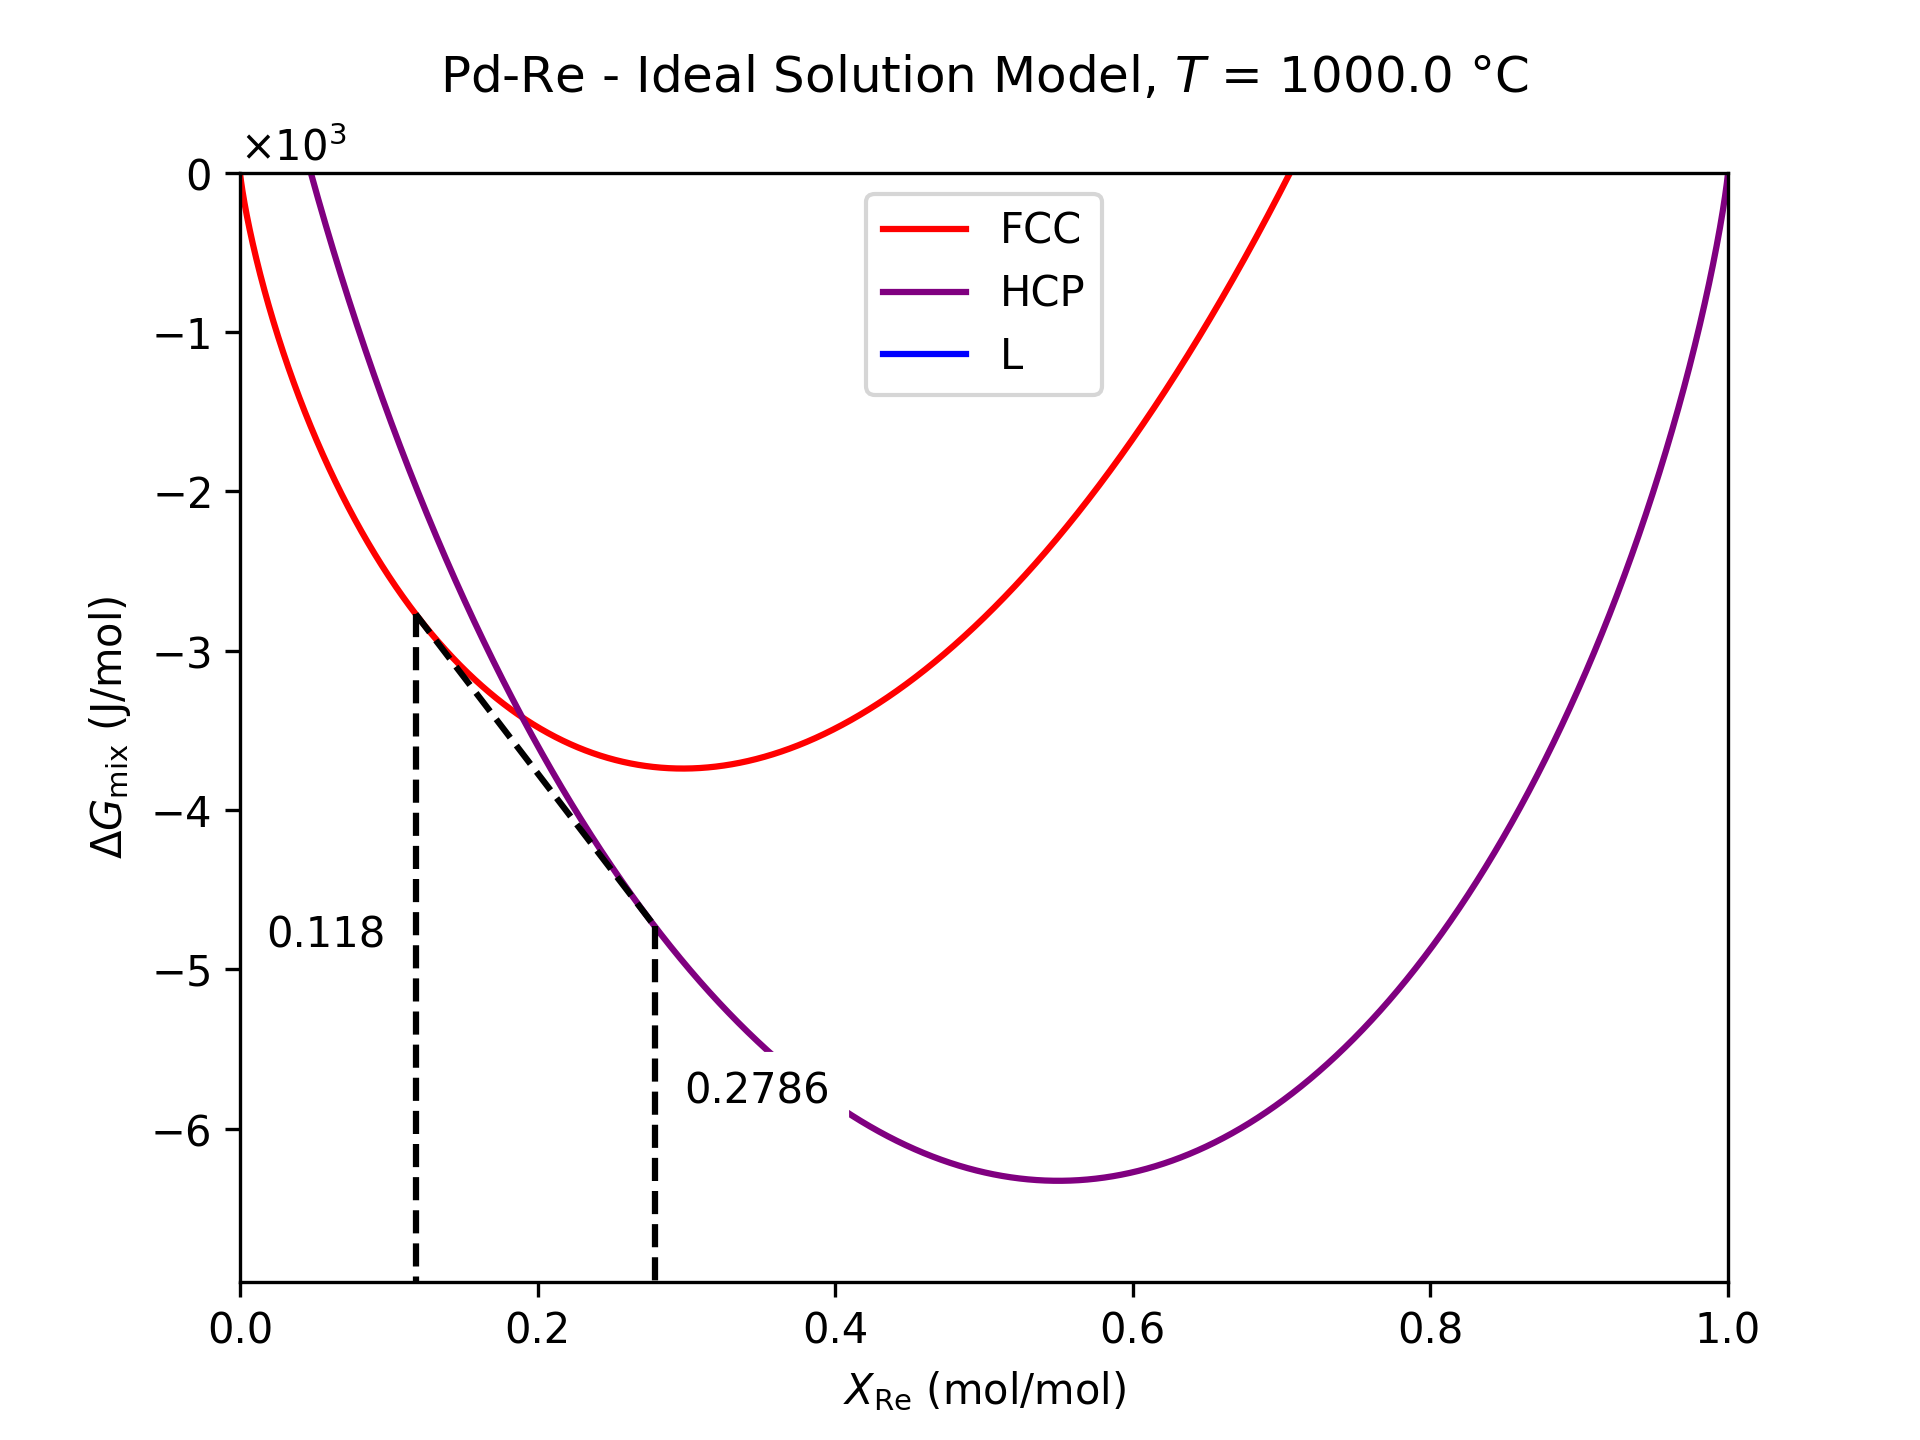 Pd-Re - Ideal Solution Model, T = 1000.0 °C
×10³
0
−1
−2
−3
−4
−5
−6
ΔG_mix (J/mol)
FCC
HCP
L
0.118
0.2786
0.0 0.2 0.4 0.6 0.8 1.0
X_Re (mol/mol)